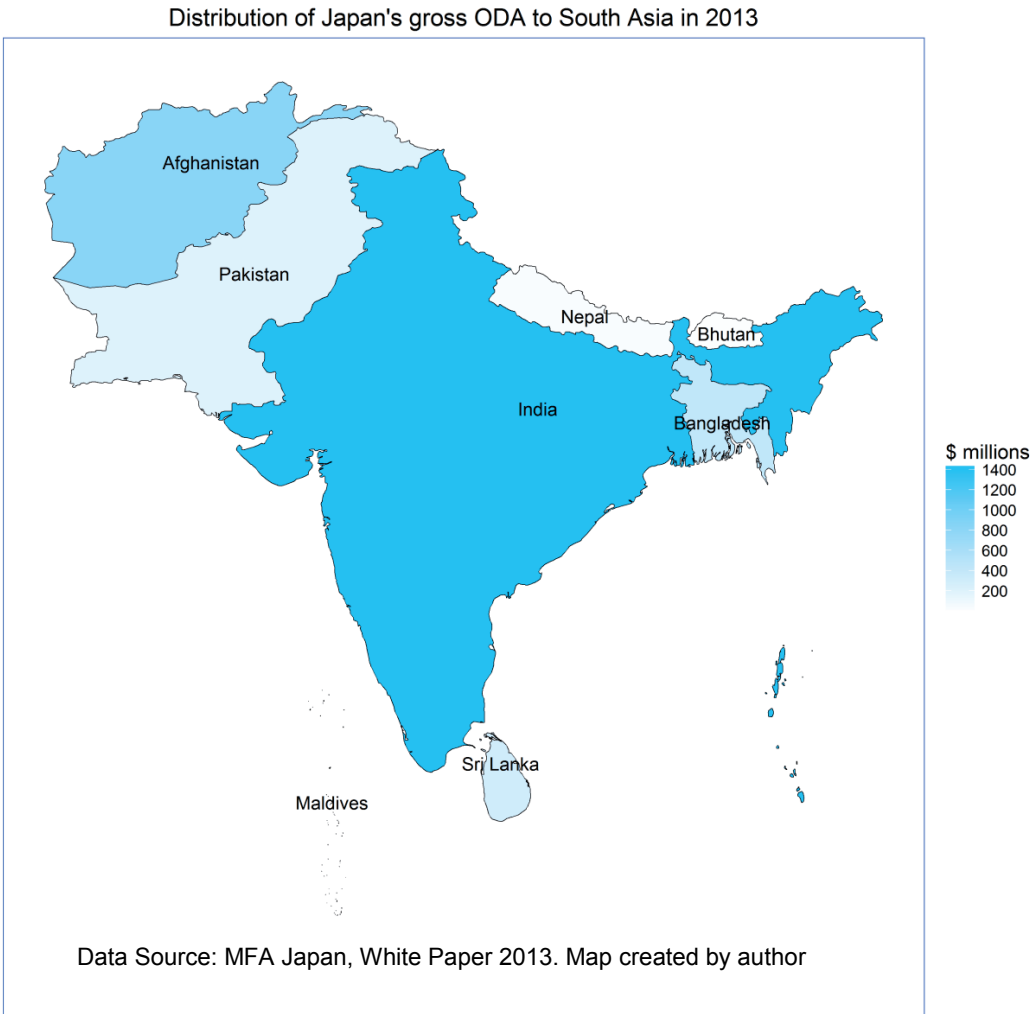 Distribution of Japan's gross ODA to South Asia in 2013
Afghanistan
Pakistan
Nepal
Bhutan
India
Bangladesh
Sri Lanka
Maldives
$ millions
1400
1200
1000
800
600
400
200
Data Source: MFA Japan, White Paper 2013. Map created by author